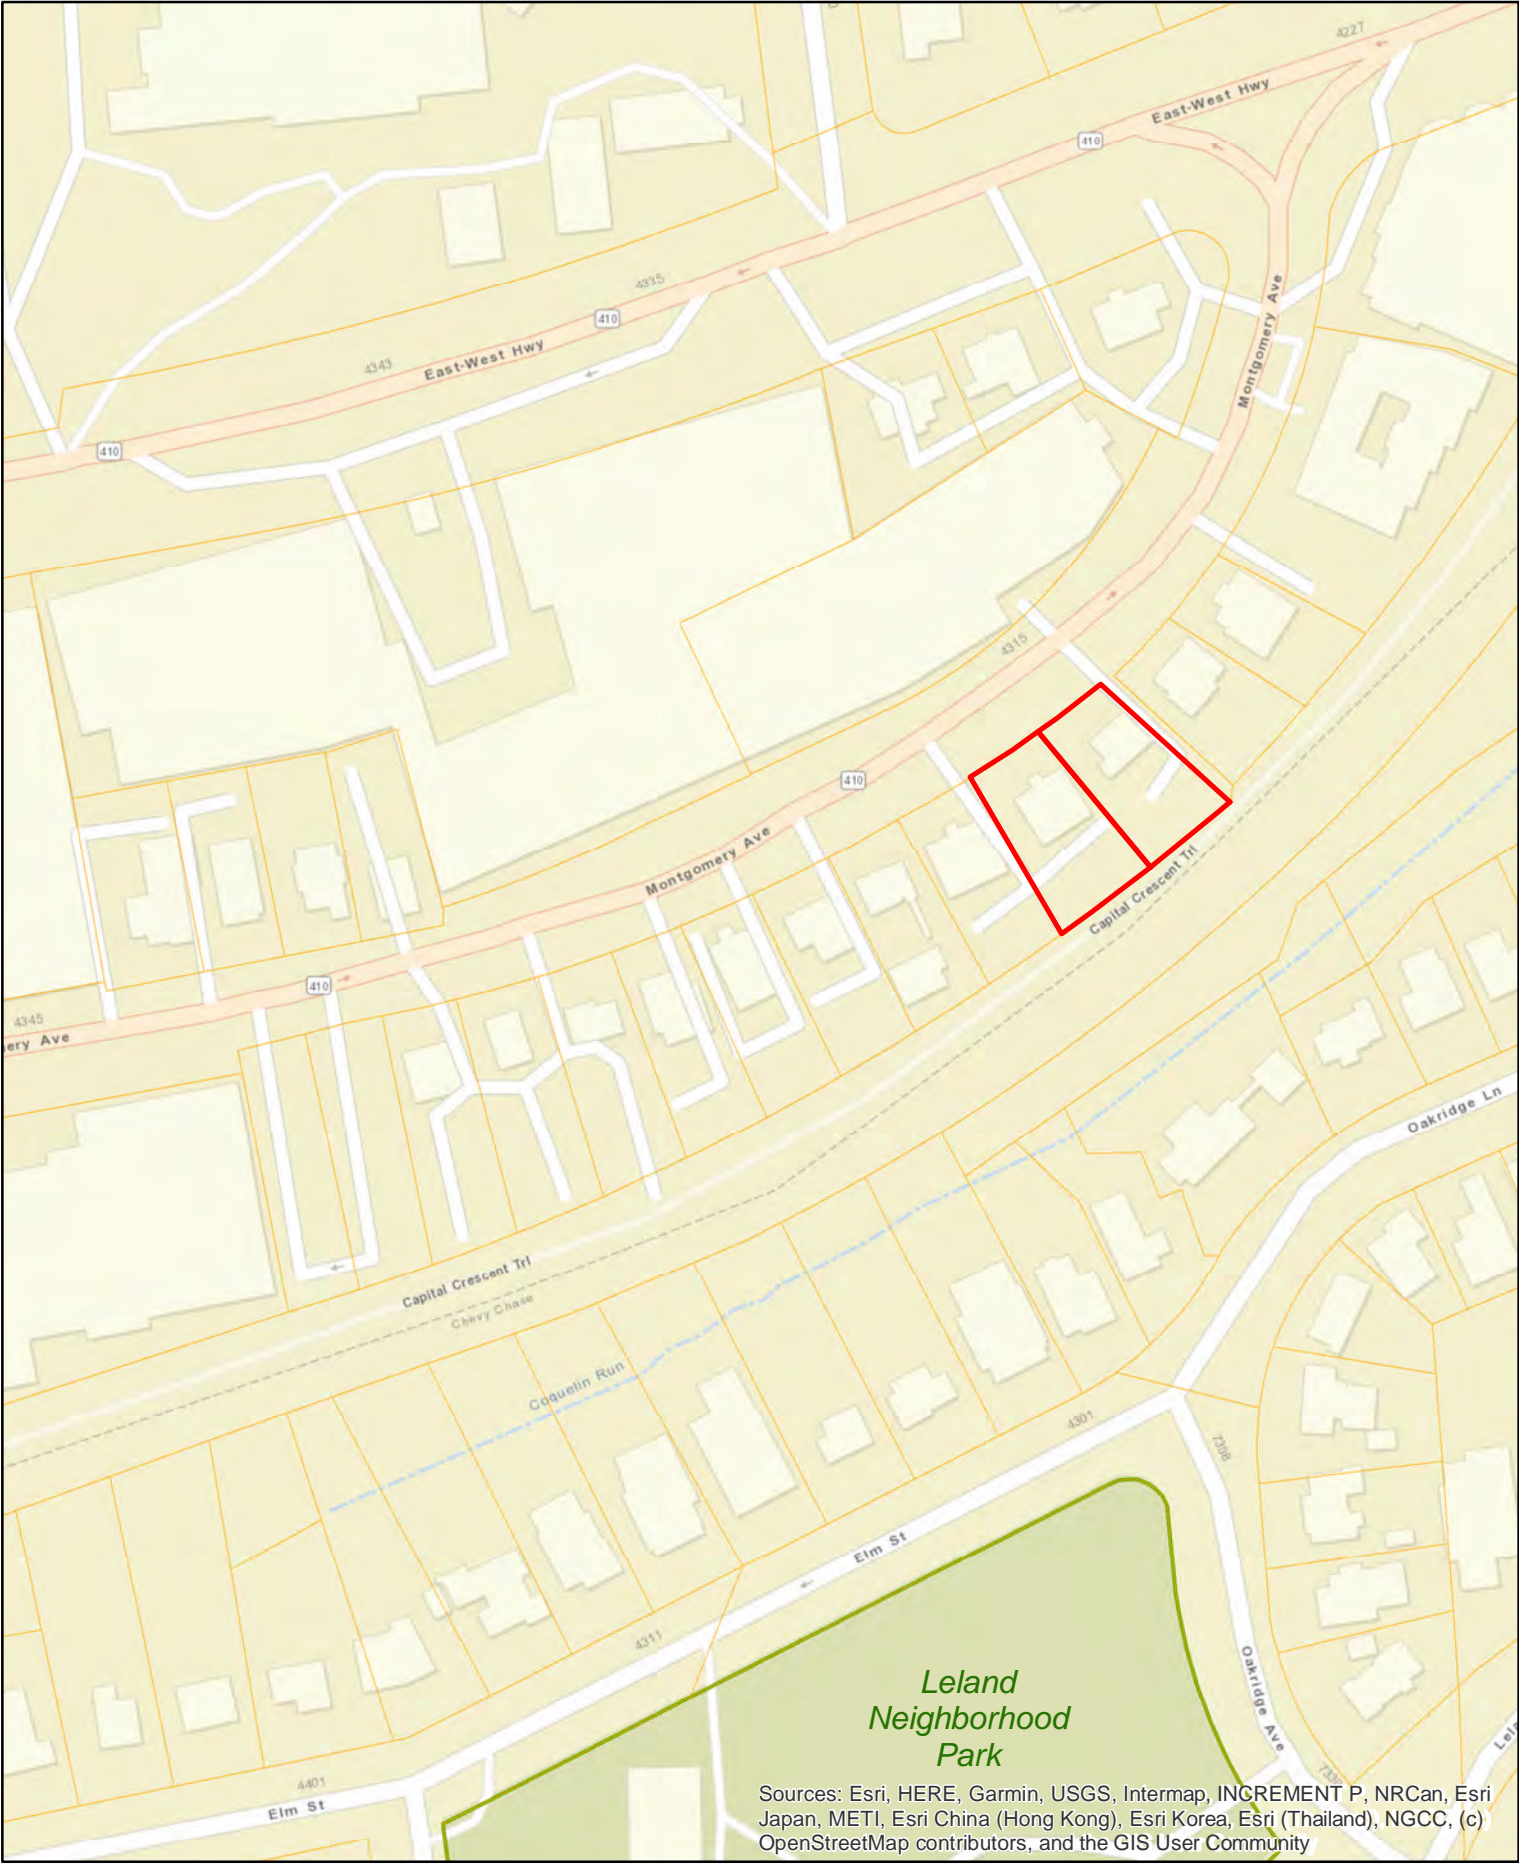 4227
East-West Hwy
410
4335
410
4343
East-West Hwy
Montgomery Ave
410
4315
410
Montgomery Ave
Capital Crescent Trl
410
4345
ery Ave
Oakridge Ln
Capital Crescent Trl
Chevy Chase
Coquelin Run
4301
7308
Elm St
4311
Oakridge Ave
Leland
Neighborhood
Park
Lel
4401
Elm St
Sources: Esri, HERE, Garmin, USGS, Intermap, INCREMENT P, NRCan, Esri
Japan, METI, Esri China (Hong Kong), Esri Korea, Esri (Thailand), NGCC, (c)
OpenStreetMap contributors, and the GIS User Community